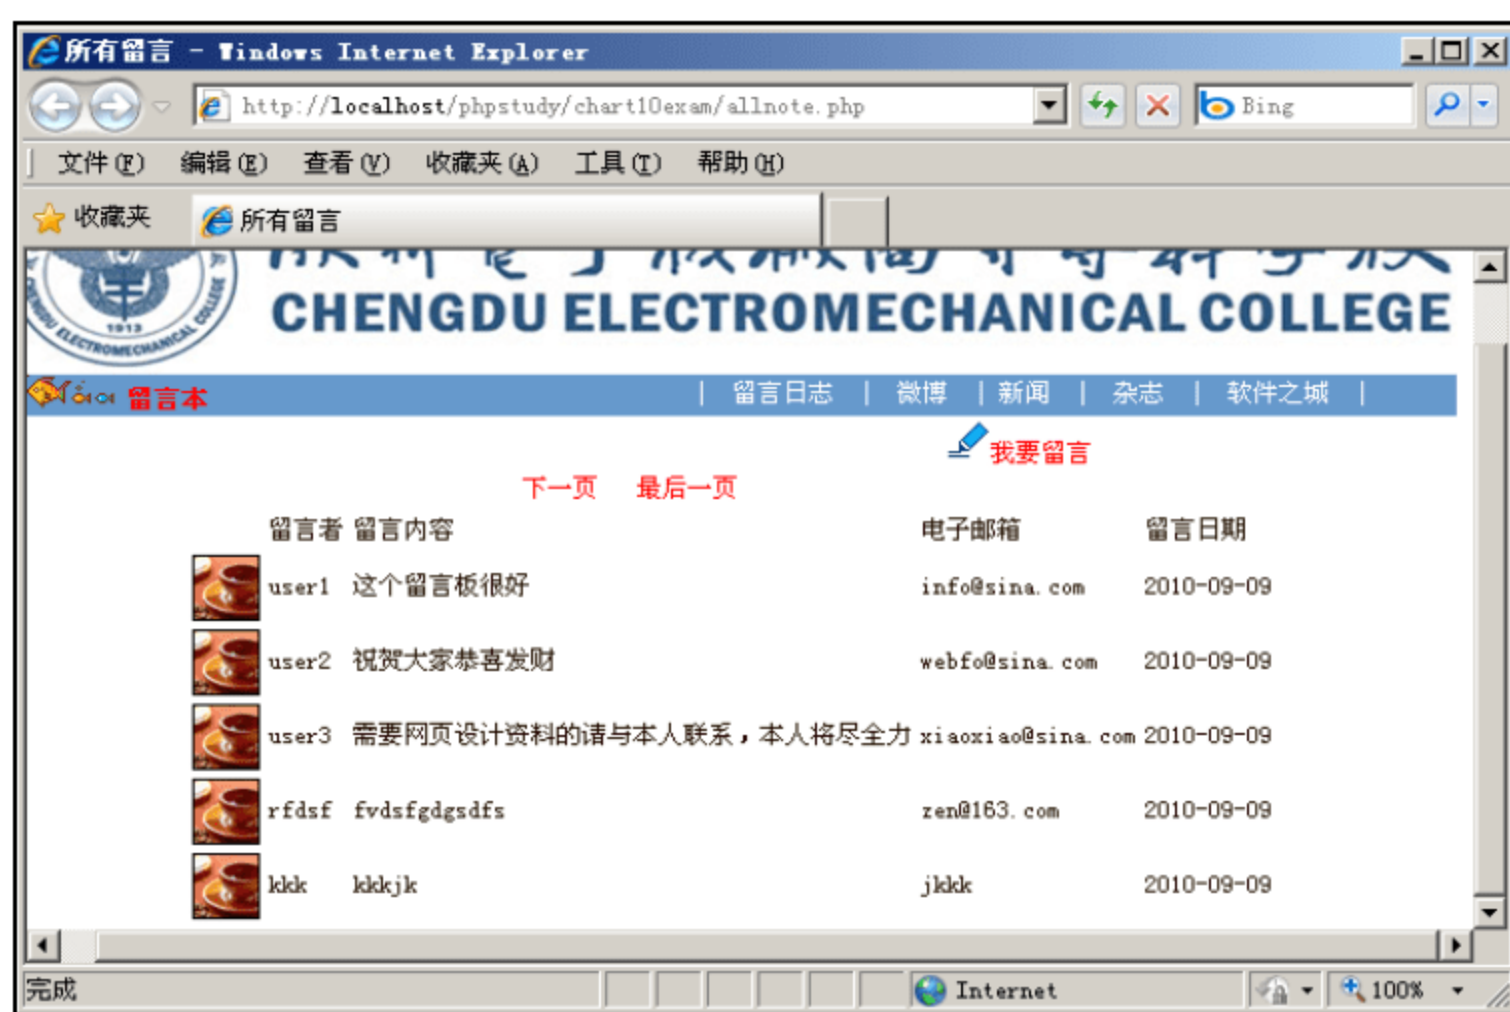 所有留言 - Windows Internet Explorer
http://localhost/phpstudy/chart10exam/allnote.php
Bing
文件(F) 编辑(E) 查看(V) 收藏夹(A) 工具(T) 帮助(H)
收藏夹 所有留言
CHENGDU ELECTROMECHANICAL COLLEGE
1913
CHENGDU ELECTROMECHANICAL COLLEGE
留言本 | 留言日志 | 微博 | 新闻 | 杂志 | 软件之城 |
我要留言
下一页 最后一页
留言者 留言内容 电子邮箱 留言日期
user1 这个留言板很好 info@sina.com 2010-09-09
user2 祝贺大家恭喜发财 webfo@sina.com 2010-09-09
user3 需要网页设计资料的请与本人联系，本人将尽全力 xiaoxiao@sina.com 2010-09-09
rfdsf fvdsfgdgsdfs zen@163.com 2010-09-09
kkk kkkjk jkkk 2010-09-09
完成 Internet 100%